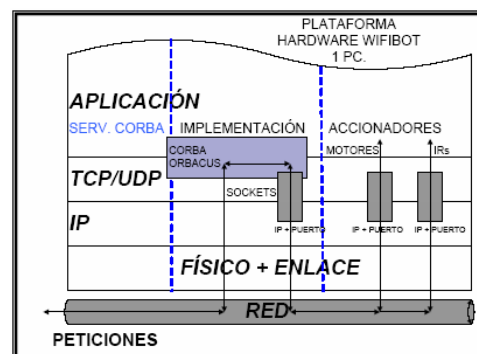 PLATAFORMA
HARDWARE WIFIBOT
1 PC.
APLICACIÓN
SERV. CORBA
IMPLEMENTACIÓN
ACCIONADORES
CORBA
ORBACUS
MOTORES
IRs
TCP/UDP
SOCKETS
IP
IP + PUERTO
IP + PUERTO
IP + PUERTO
FÍSICO + ENLACE
RED
PETICIONES